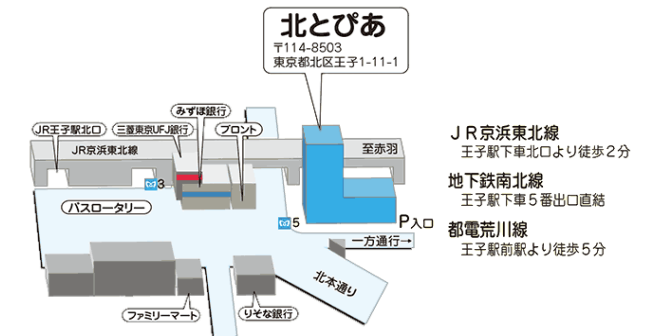 北とぴあ
〒114-8503
東京都北区王子1-11-1
みずほ銀行
JR王子駅北口
三菱東京UFJ銀行
プロント
JR京浜東北線
至赤羽
3
バスロータリー
5
P入口
一方通行→
北本通り
ファミリーマート
りそな銀行
ＪＲ京浜東北線
王子駅下車北口より徒歩２分
地下鉄南北線
王子駅下車５番出口直結
都電荒川線
王子駅前駅より徒歩５分